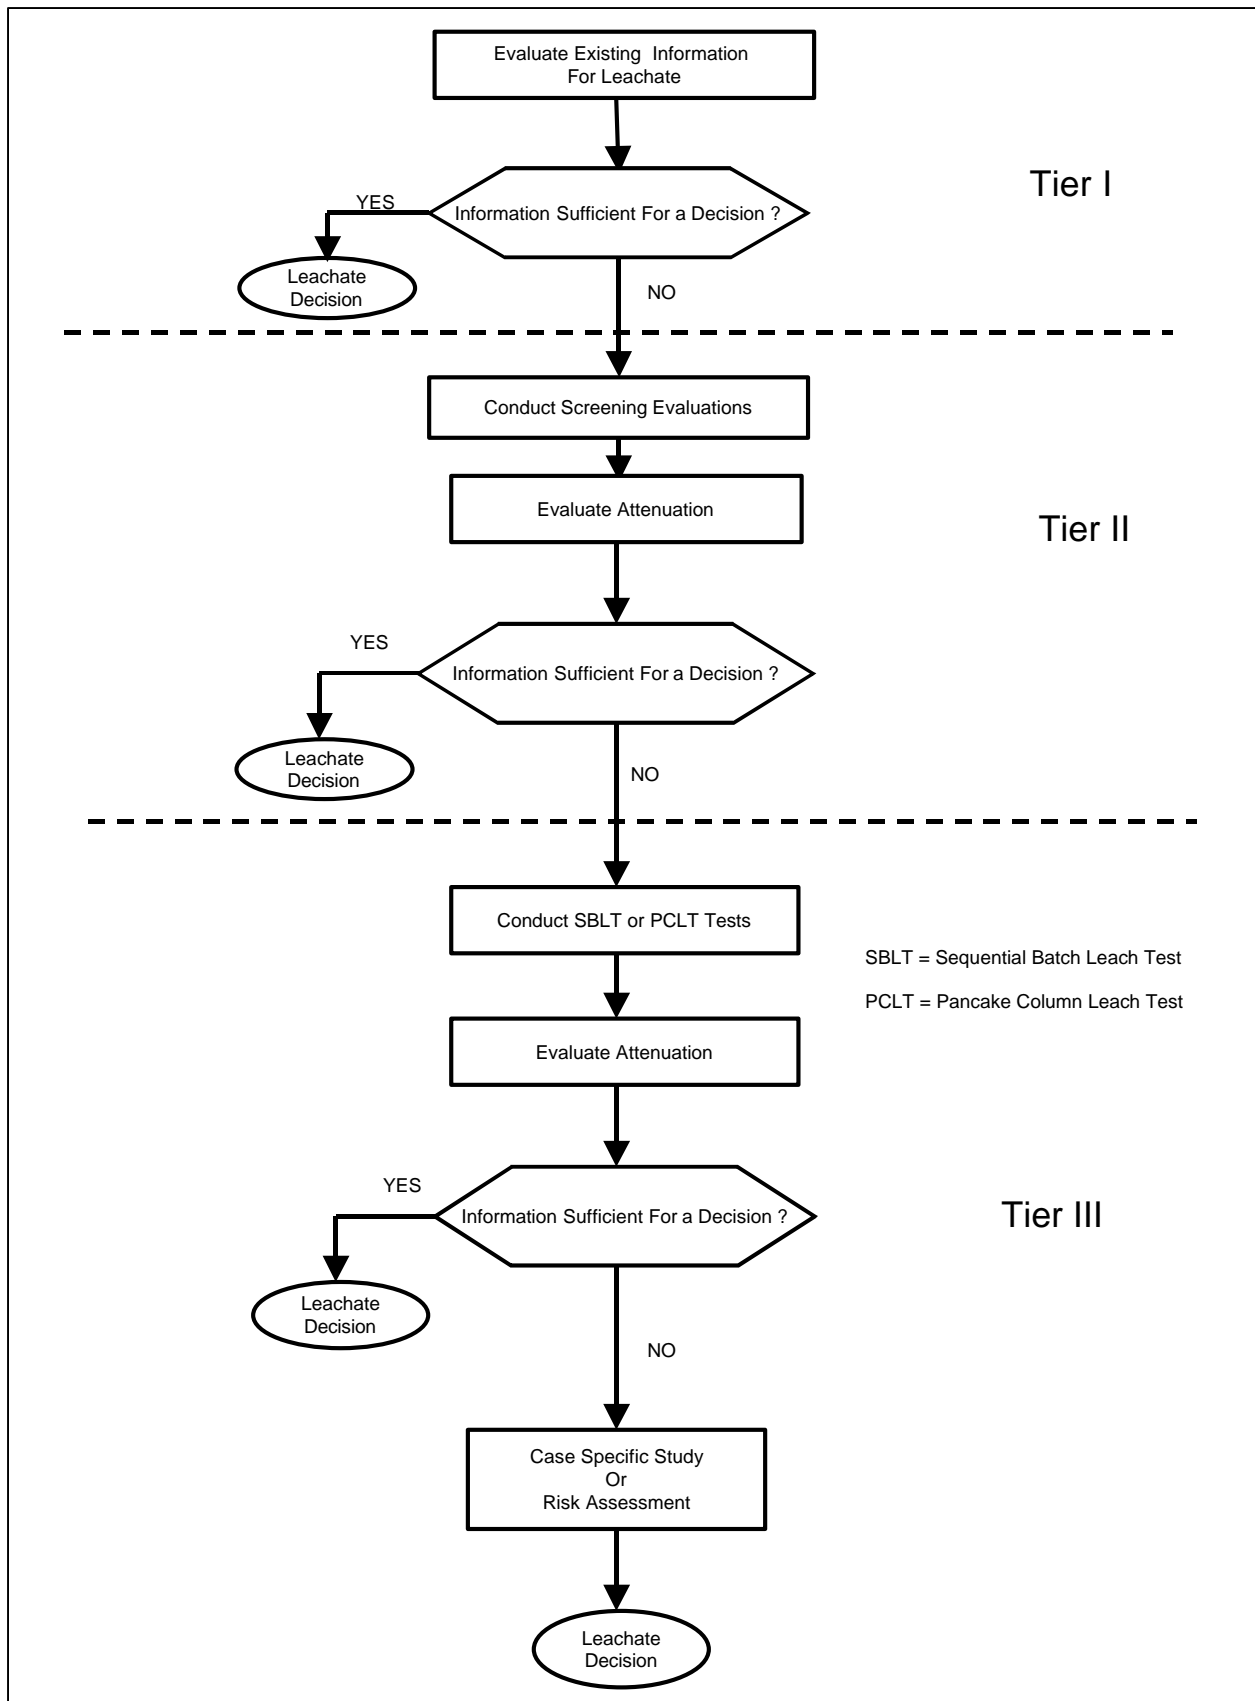 Evaluate Existing Information
For Leachate
Tier I
YES
Information Sufficient For a Decision ?
Leachate
Decision
NO
Conduct Screening Evaluations
Evaluate Attenuation
Tier II
YES
Information Sufficient For a Decision ?
Leachate
Decision
NO
Conduct SBLT or PCLT Tests
SBLT = Sequential Batch Leach Test
PCLT = Pancake Column Leach Test
Evaluate Attenuation
YES
Information Sufficient For a Decision ?
Tier III
Leachate
Decision
NO
Case Specific Study
Or
Risk Assessment
Leachate
Decision